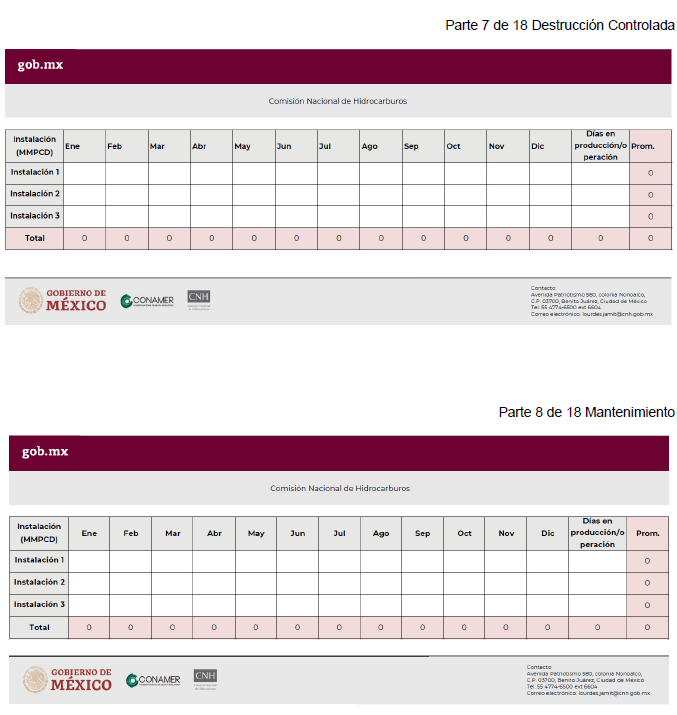 Parte 7 de 18 Destrucción Controlada
gob.mx
Comisión Nacional de Hidrocarburos
Instalación (MMPCD) Ene Feb Mar Abr May Jun Jul Ago Sep Oct Nov Dic Días en producción/operación Prom.
Instalación 1 0
Instalación 2 0
Instalación 3 0
Total 0 0 0 0 0 0 0 0 0 0 0 0 0 0
GOBIERNO DE
MÉXICO
CONAMER
CNH
Contacto:
Avenida Patriotismo 580, colonia Nonoalco,
C.P. 03700, Benito Juárez, Ciudad de México
Tel: 55 4774-6500 ext 6604
Correo electrónico: lourdes.jamit@cnh.gob.mx
Parte 8 de 18 Mantenimiento
gob.mx
Comisión Nacional de Hidrocarburos
Instalación (MMPCD) Ene Feb Mar Abr May Jun Jul Ago Sep Oct Nov Dic Días en producción/operación Prom.
Instalación 1 0
Instalación 2 0
Instalación 3 0
Total 0 0 0 0 0 0 0 0 0 0 0 0 0 0
GOBIERNO DE
MÉXICO
CONAMER
CNH
Contacto:
Avenida Patriotismo 580, colonia Nonoalco,
C.P. 03700, Benito Juárez, Ciudad de México
Tel: 55 4774-6500 ext 6604
Correo electrónico: lourdes.jamit@cnh.gob.mx